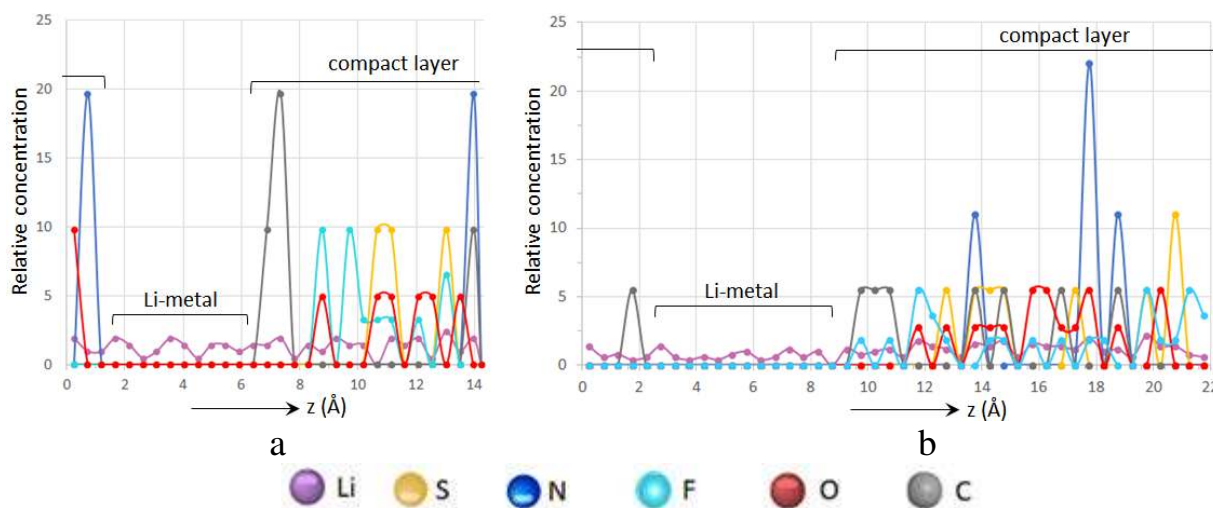 25
20
15
10
5
0
Relative concentration
compact layer
Li-metal
0 2 4 6 8 10 12 14
z (Å)
a
25
20
15
10
5
0
Relative concentration
compact layer
Li-metal
0 2 4 6 8 10 12 14 16 18 20 22
z (Å)
b
Li S N F O C